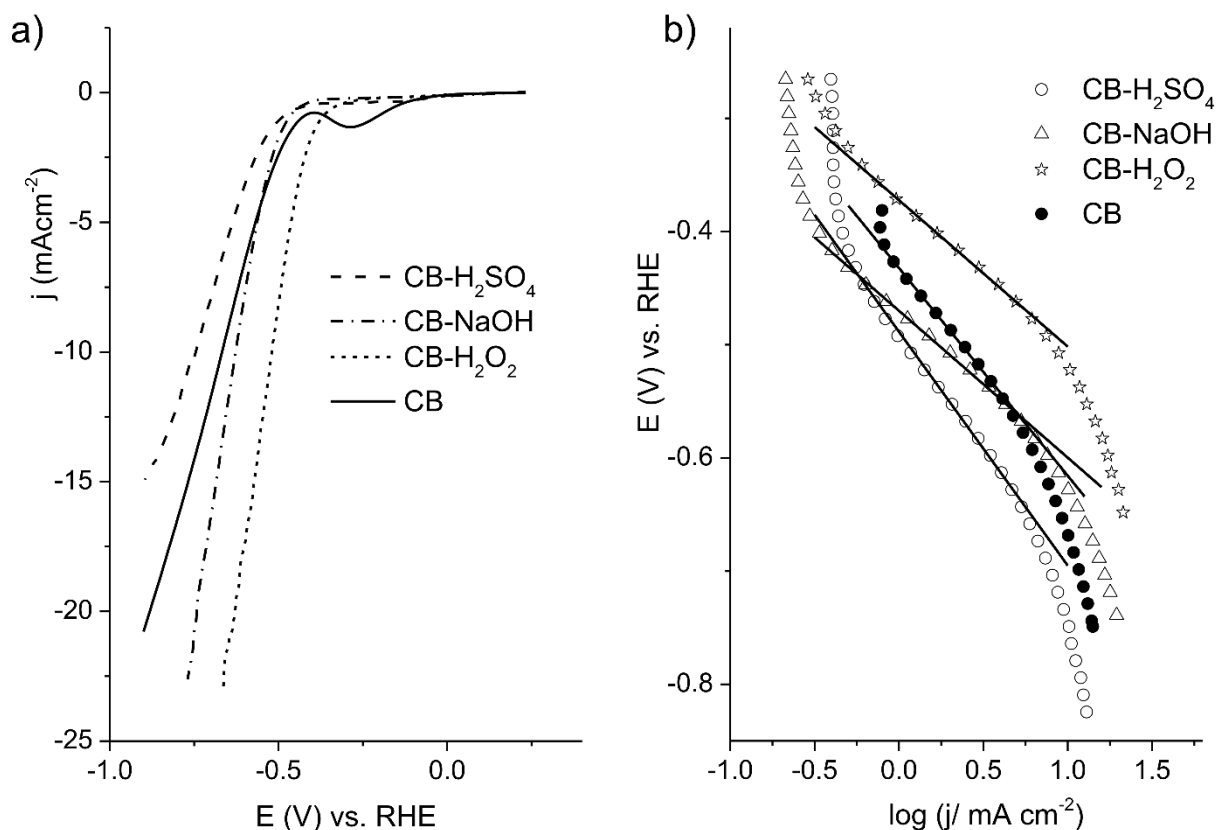 a)
0
-5
-10
-15
-20
-25
-1.0
-0.5
0.0
j (mAcm⁻²)
E (V) vs. RHE
CB-H₂SO₄
CB-NaOH
CB-H₂O₂
CB
b)
-0.4
-0.6
-0.8
-1.0
-0.5
0.0
0.5
1.0
1.5
E (V) vs. RHE
log (j/ mA cm⁻²)
CB-H₂SO₄
CB-NaOH
CB-H₂O₂
CB